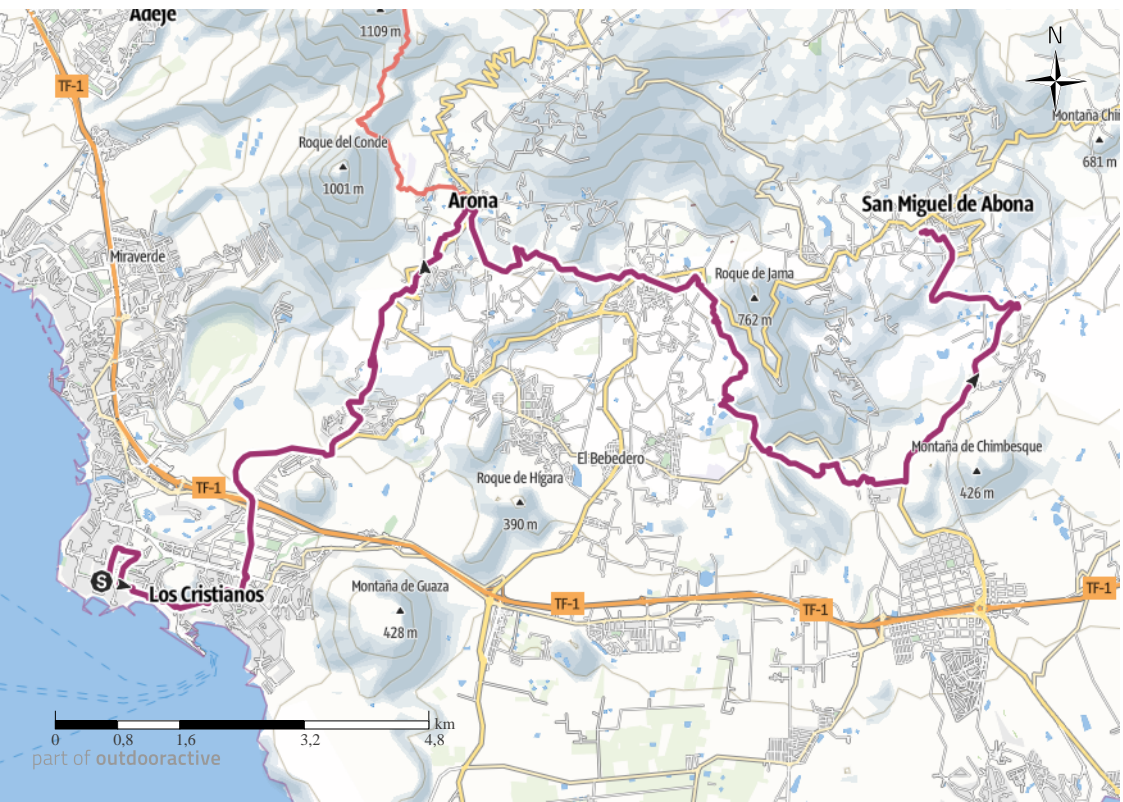 Adeje
1109 m
N
TF-1
Montaña Chi
681 m
Roque del Conde
1001 m
Arona
San Miguel de Abona
Miraverde
Roque de Jama
762 m
Montaña de Chimbesque
426 m
El Bebedero
Roque de Hígara
390 m
TF-1
S
Los Cristianos
Montaña de Guaza
428 m
TF-1
TF-1
TF-1
km
0 0,8 1,6 3,2 4,8
part of outdooractive